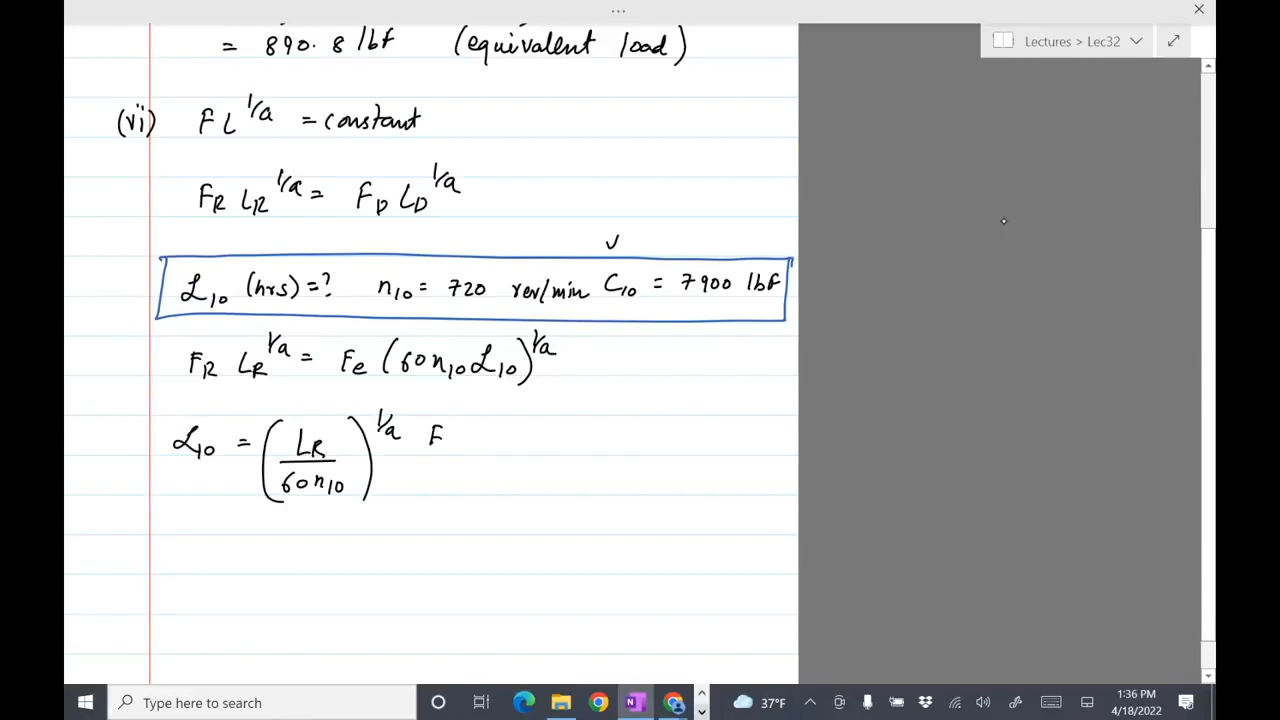 Lectures > Lec32
= 890.8 lbf (equivalent load)
(vi) F L^1/a = constant
F_R L_R^1/a = F_D L_D^1/a
✓
ℒ_10 (hrs) = ? n_10 = 720 rev/min C_10 = 7900 lbf
F_R L_R^1/a = F_e (60 n_10 ℒ_10)^1/a
ℒ_10 = (L_R / 60 n_10)^1/a F
Type here to search
37°F
1:36 PM
4/18/2022